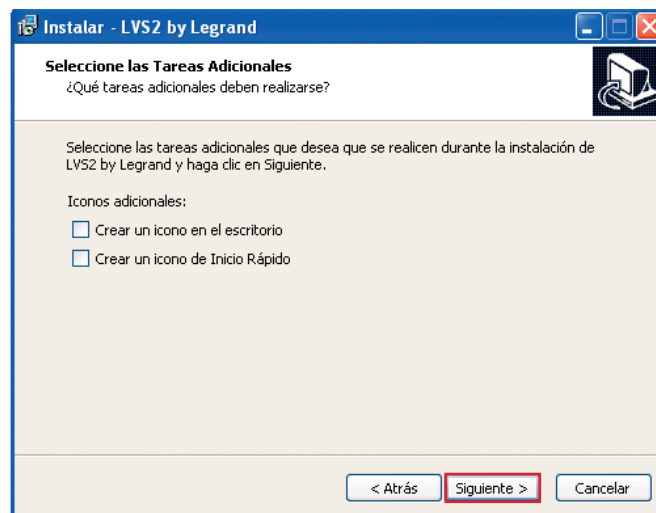 Instalar - LVS2 by Legrand
Seleccione las Tareas Adicionales
¿Qué tareas adicionales deben realizarse?
Seleccione las tareas adicionales que desea que se realicen durante la instalación de
LVS2 by Legrand y haga clic en Siguiente.
Iconos adicionales:
Crear un icono en el escritorio
Crear un icono de Inicio Rápido
< Atrás Siguiente > Cancelar